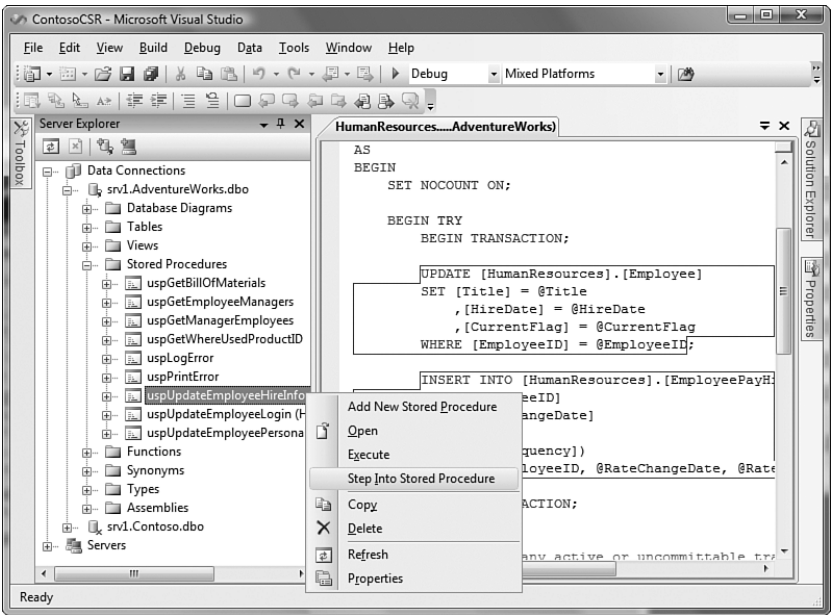 ContosoCSR - Microsoft Visual Studio
File Edit View Build Debug Data Tools Window Help
Debug Mixed Platforms
Toolbox
Server Explorer
Data Connections
srv1.AdventureWorks.dbo
Database Diagrams
Tables
Views
Stored Procedures
uspGetBillOfMaterials
uspGetEmployeeManagers
uspGetManagerEmployees
uspGetWhereUsedProductID
uspLogError
uspPrintError
uspUpdateEmployeeHireInfo
uspUpdateEmployeeLogin (H
uspUpdateEmployeePersona
Functions
Synonyms
Types
Assemblies
srv1.Contoso.dbo
Servers
HumanResources.....AdventureWorks)
AS
BEGIN
SET NOCOUNT ON;
BEGIN TRY
BEGIN TRANSACTION;
UPDATE [HumanResources].[Employee]
SET [Title] = @Title
,[HireDate] = @HireDate
,[CurrentFlag] = @CurrentFlag
WHERE [EmployeeID] = @EmployeeID;
INSERT INTO [HumanResources].[EmployeePayHi
eeID]
angeDate]
quency])
loyeeID, @RateChangeDate, @Rate
ACTION;
any active or uncommittable tra
Add New Stored Procedure
Open
Execute
Step Into Stored Procedure
Copy
Delete
Refresh
Properties
Solution Explorer
Properties
Ready